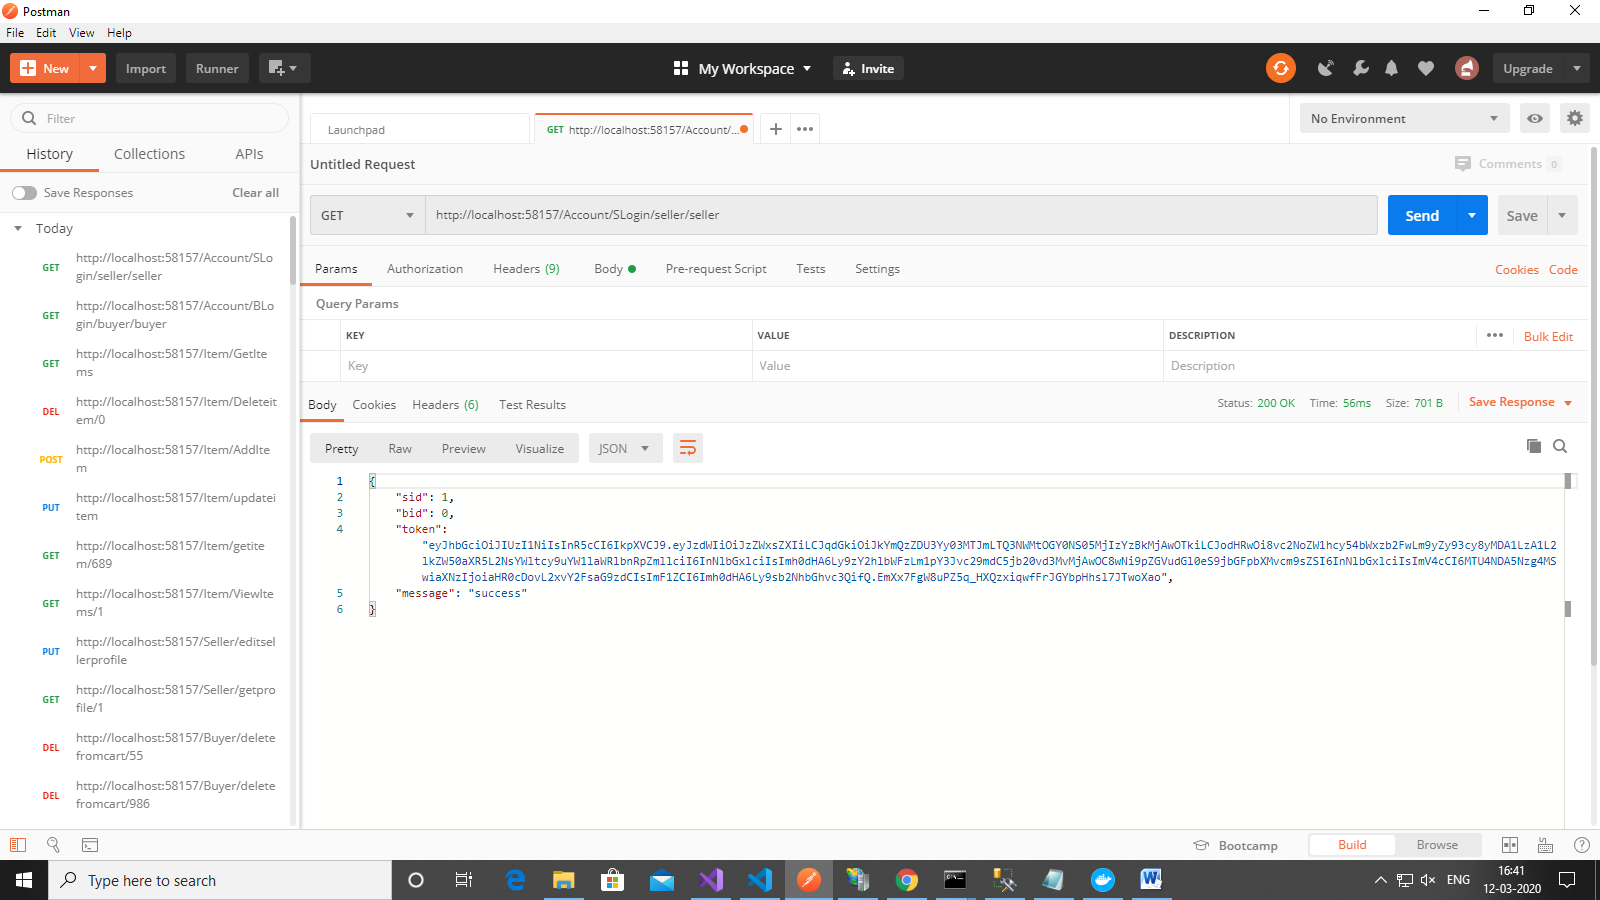 Postman
File Edit View Help
New Import Runner My Workspace Invite Upgrade
Filter
History Collections APIs
Save Responses Clear all
Today
GET http://localhost:58157/Account/SLo
gin/seller/seller
GET http://localhost:58157/Account/BLo
gin/buyer/buyer
GET http://localhost:58157/Item/GetIte
ms
DEL http://localhost:58157/Item/Deleteit
em/0
POST http://localhost:58157/Item/AddIte
m
PUT http://localhost:58157/Item/updatei
tem
GET http://localhost:58157/Item/getite
m/689
GET http://localhost:58157/Item/ViewIte
ms/1
PUT http://localhost:58157/Seller/editsel
lerprofile
GET http://localhost:58157/Seller/getpro
file/1
DEL http://localhost:58157/Buyer/delete
fromcart/55
DEL http://localhost:58157/Buyer/delete
fromcart/986
Launchpad GET http://localhost:58157/Account/... No Environment
Untitled Request Comments 0
GET http://localhost:58157/Account/SLogin/seller/seller Send Save
Params Authorization Headers (9) Body Pre-request Script Tests Settings Cookies Code
Query Params
KEY VALUE DESCRIPTION Bulk Edit
Key Value Description
Body Cookies Headers (6) Test Results Status: 200 OK Time: 56ms Size: 701 B Save Response
Pretty Raw Preview Visualize JSON
1 {
2 "sid": 1,
3 "bid": 0,
4 "token":
5 "message": "success"
6 }
Bootcamp Build Browse
Type here to search
ENG 16:41
12-03-2020